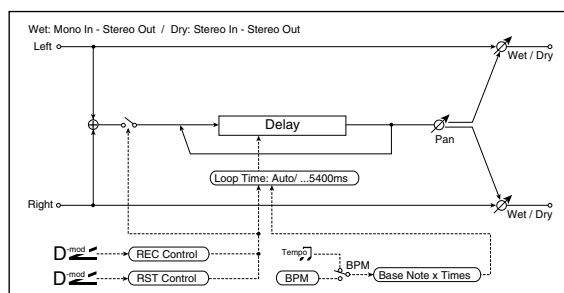 Wet: Mono In - Stereo Out / Dry: Stereo In - Stereo Out
Left
Wet / Dry
Delay
Pan
Loop Time: Auto/ ...5400ms
Right
Wet / Dry
D-mod
REC Control
Tempo
BPM
D-mod
RST Control
BPM
Base Note x Times